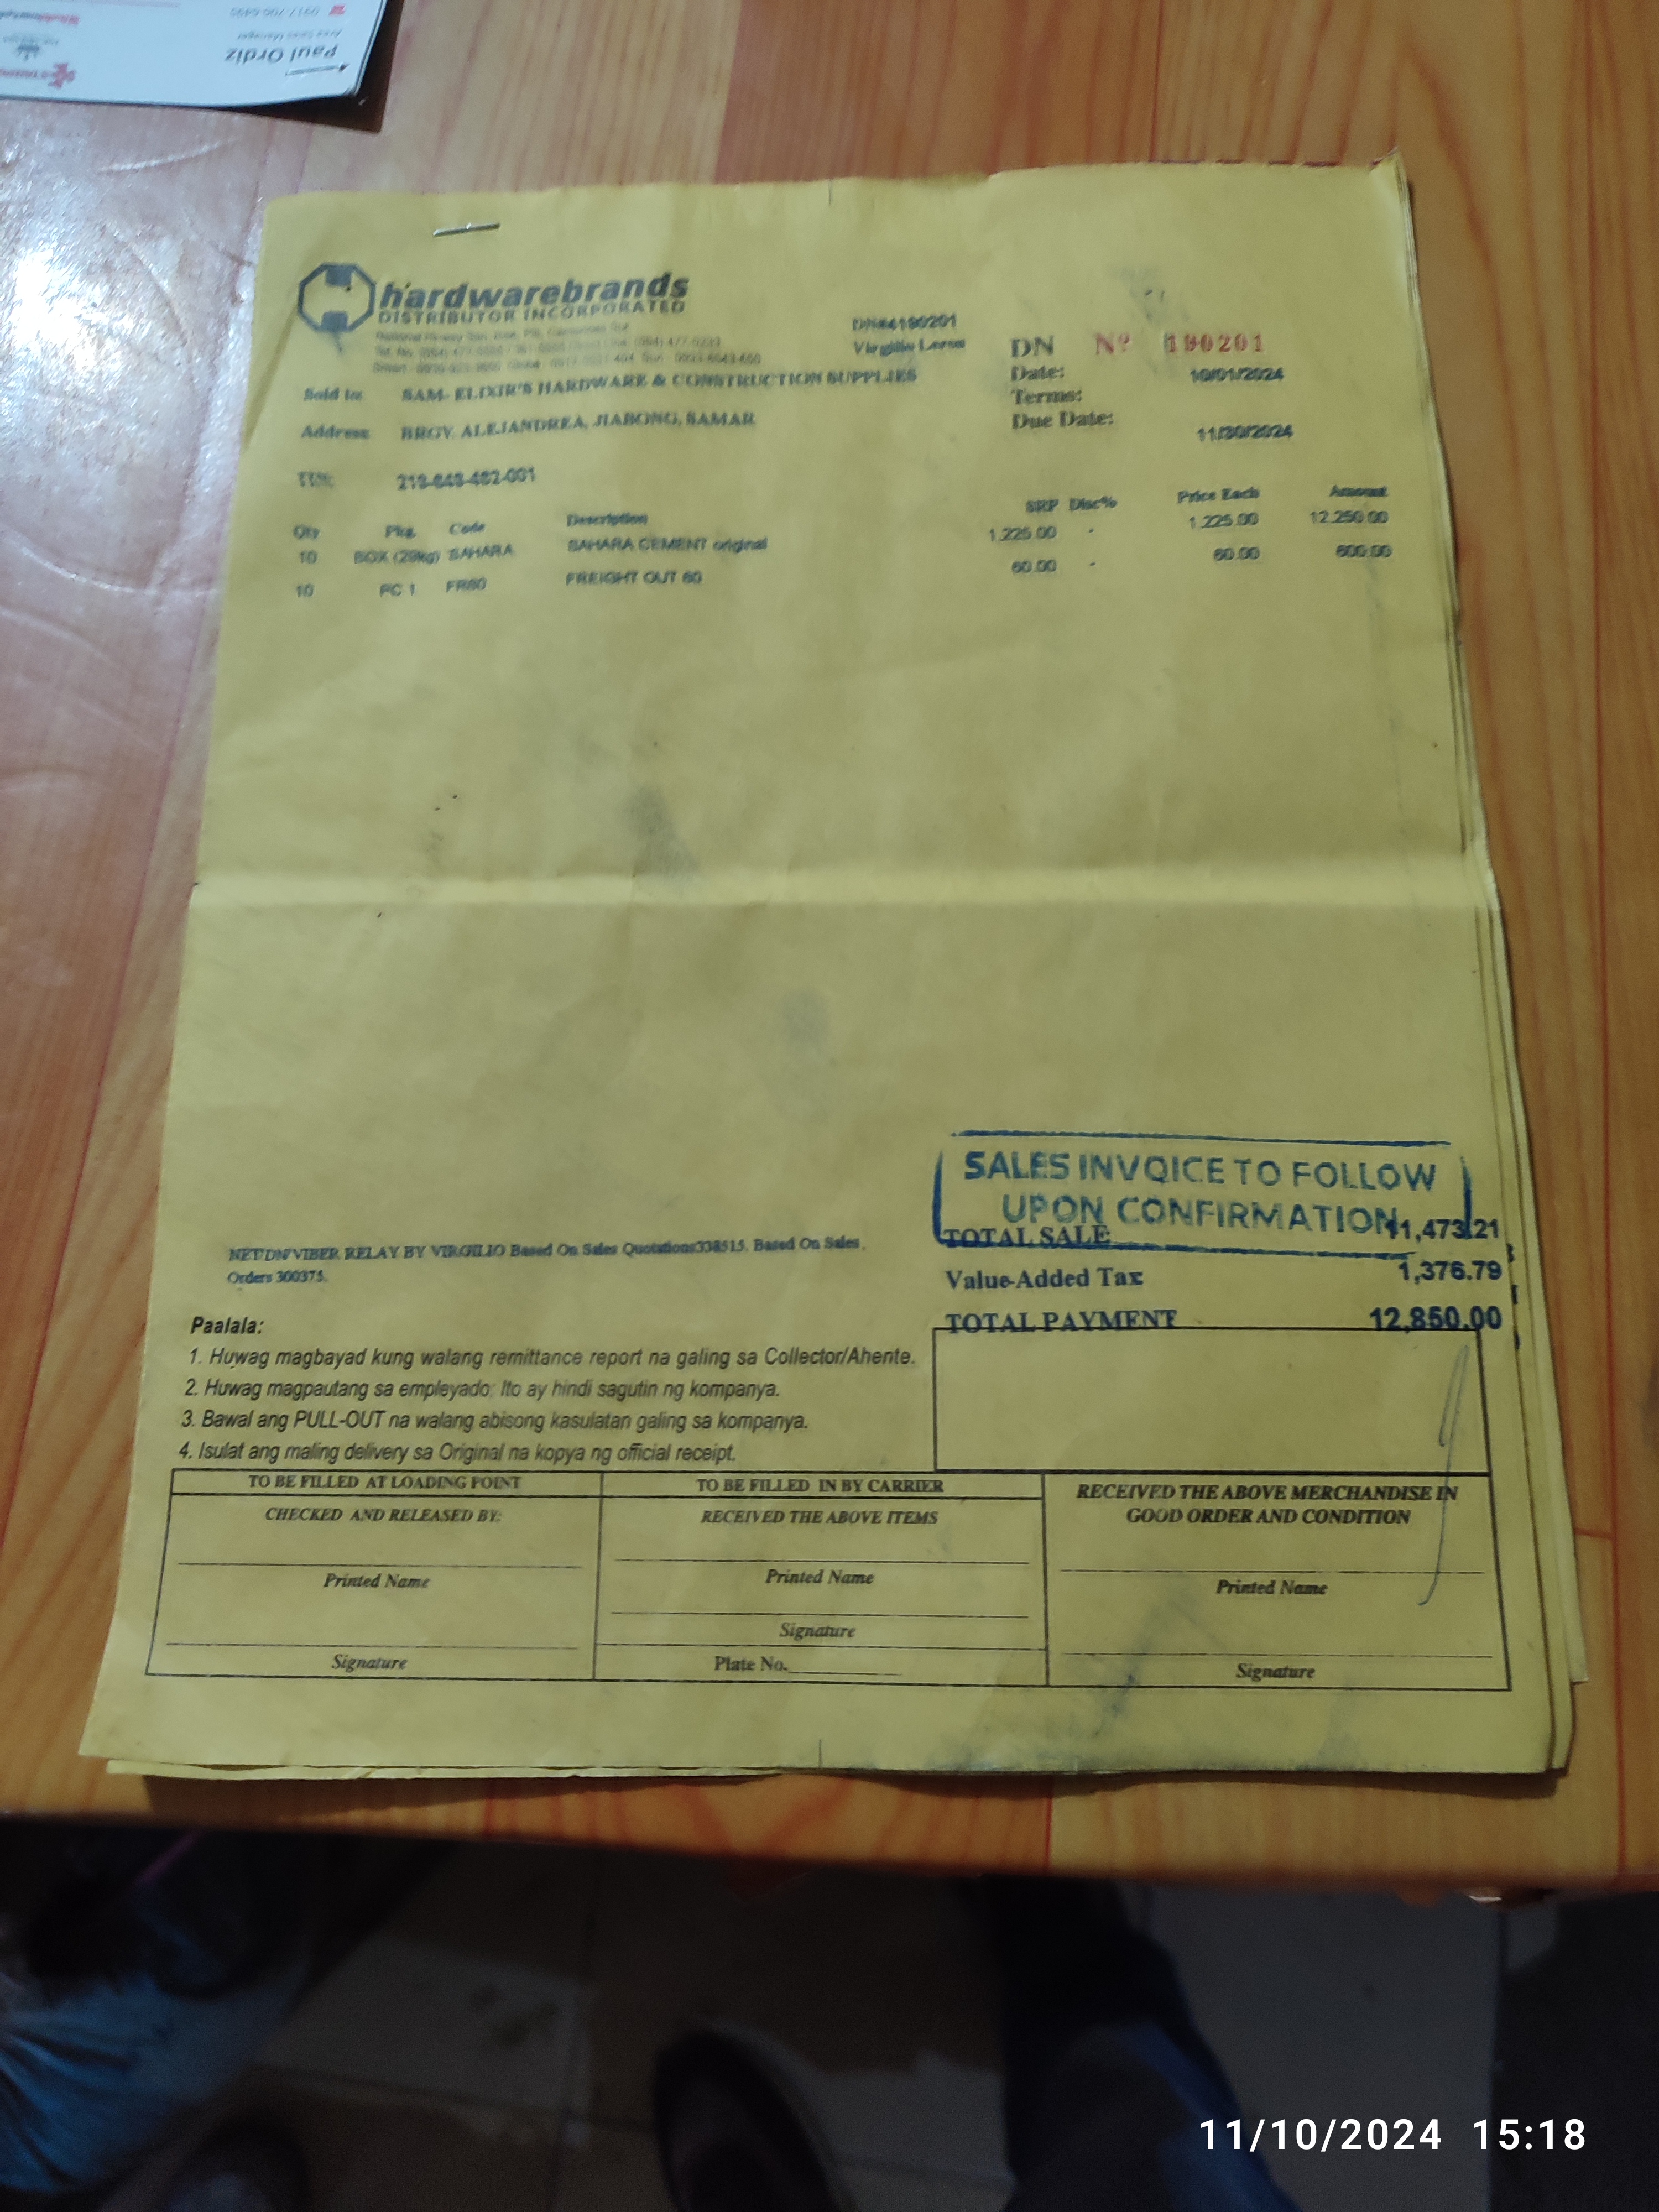 Paul Ordiz
Area Sales Manager
0917-706-6495
hardwarebrands
DISTRIBUTOR INCORPORATED
DN#4190201
Virgilio
DN Nº 190201
Date: 10/01/2024
Terms:
Due Date: 11/30/2024
Sold to: SAM- ELIXIR'S HARDWARE & CONSTRUCTION SUPPLIES
Address: BRGY. ALEJANDREA, JIABONG, SAMAR
TIN:
Qty Pkg. Code Description SRP Disc% Price Each Amount
10 BOX (29kg) SAHARA SAHARA CEMENT original 1,225.00 - 1,225.00 12,250.00
10 PC 1 FR60 FREIGHT OUT 60 60.00 - 60.00 600.00
SALES INVOICE TO FOLLOW
UPON CONFIRMATION
TOTAL SALE 11,473.21
Value-Added Tax 1,376.79
TOTAL PAYMENT 12,850.00
NET/DN/VIBER RELAY BY VIRGILIO Based On Sales Quotations 338515. Based On Sales
Orders 300375.
Paalala:
1. Huwag magbayad kung walang remittance report na galing sa Collector/Ahente.
2. Huwag magpautang sa empleyado; Ito ay hindi sagutin ng kompanya.
3. Bawal ang PULL-OUT na walang abisong kasulatan galing sa kompanya.
4. Isulat ang maling delivery sa Original na kopya ng official receipt.
TO BE FILLED AT LOADING POINT
CHECKED AND RELEASED BY:
Printed Name
Signature
TO BE FILLED IN BY CARRIER
RECEIVED THE ABOVE ITEMS
Printed Name
Signature
Plate No.
RECEIVED THE ABOVE MERCHANDISE IN
GOOD ORDER AND CONDITION
Printed Name
Signature
11/10/2024 15:18